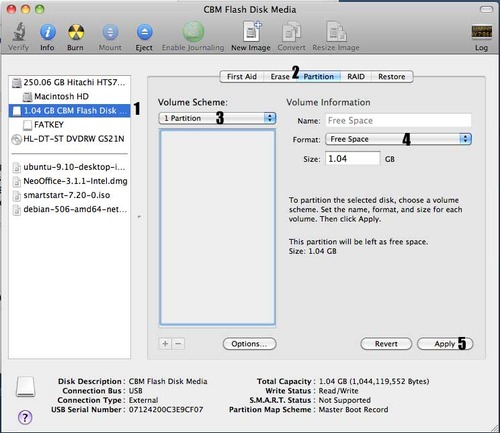 CBM Flash Disk Media
Verify Info Burn Mount Eject Enable Journaling New Image Convert Resize Image Log
250.06 GB Hitachi HTS7...
Macintosh HD
1.04 GB CBM Flash Disk ... 1
FATKEY
HL-DT-ST DVDRW GS21N
ubuntu-9.10-desktop-i...
NeoOffice-3.1.1-Intel.dmg
smartstart-7.20-0.iso
debian-506-amd64-net...
First Aid Erase 2 Partition RAID Restore
Volume Scheme:
1 Partition 3
Volume Information
Name: Free Space
Format: Free Space 4
Size: 1.04 GB
To partition the selected disk, choose a volume
scheme. Set the name, format, and size for each
volume. Then click Apply.
This partition will be left as free space.
Size: 1.04 GB
+ − Options... Revert Apply 5
Disk Description : CBM Flash Disk Media
Connection Bus : USB
Connection Type : External
USB Serial Number : 07124200C3E9CF07
Total Capacity : 1.04 GB (1,044,119,552 Bytes)
Write Status : Read/Write
S.M.A.R.T. Status : Not Supported
Partition Map Scheme : Master Boot Record
?